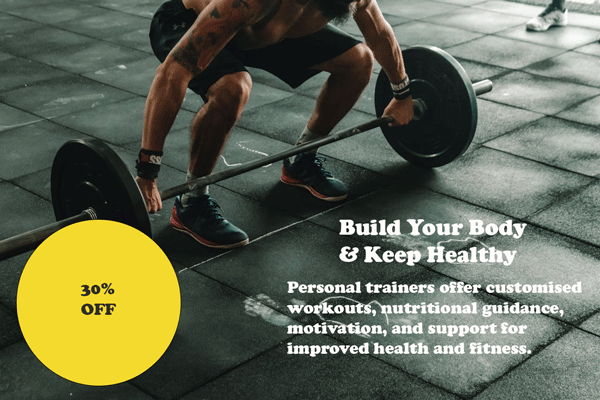 Build Your Body
& Keep Healthy
Personal trainers offer customised
workouts, nutritional guidance,
motivation, and support for
improved health and fitness.
30%
OFF